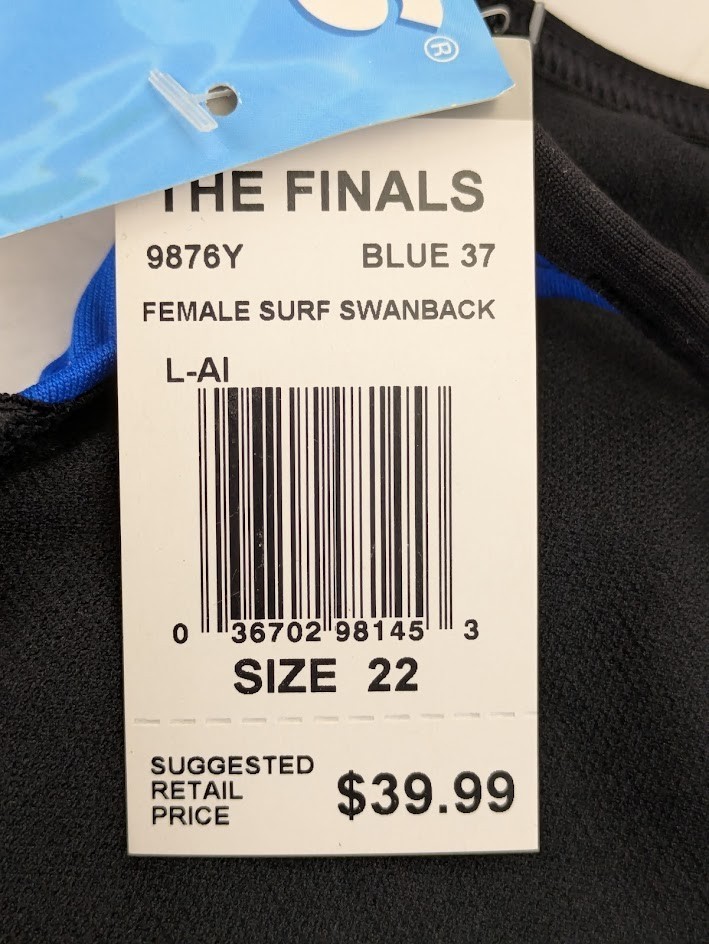 ®
THE FINALS
9876Y BLUE 37
FEMALE SURF SWANBACK
L-AI
0 36702 98145 3
SIZE 22
SUGGESTED
RETAIL
PRICE
$39.99